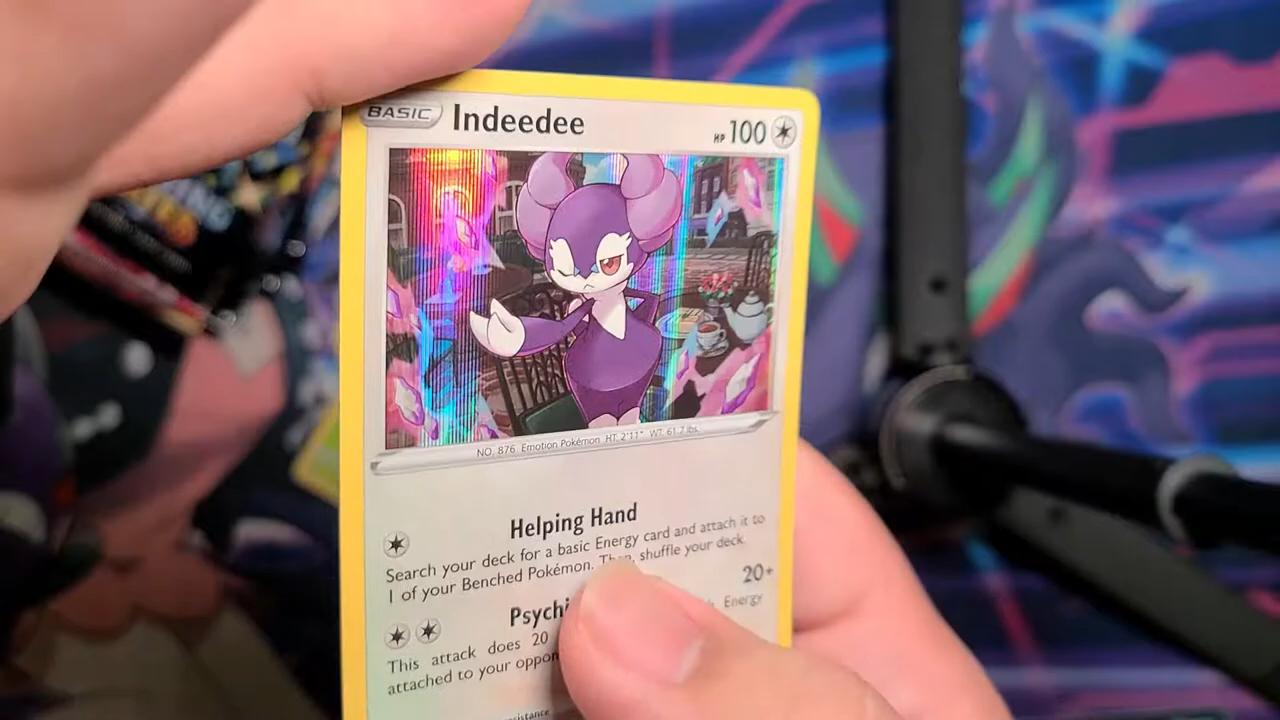 BASIC Indeedee HP 100
NO. 876 Emotion Pokémon HT: 2'11" WT: 61.7 lbs.
Helping Hand
Search your deck for a basic Energy card and attach it to
1 of your Benched Pokémon. Then, shuffle your deck.
Psychi 20+
This attack does 20 Energy
attached to your oppon